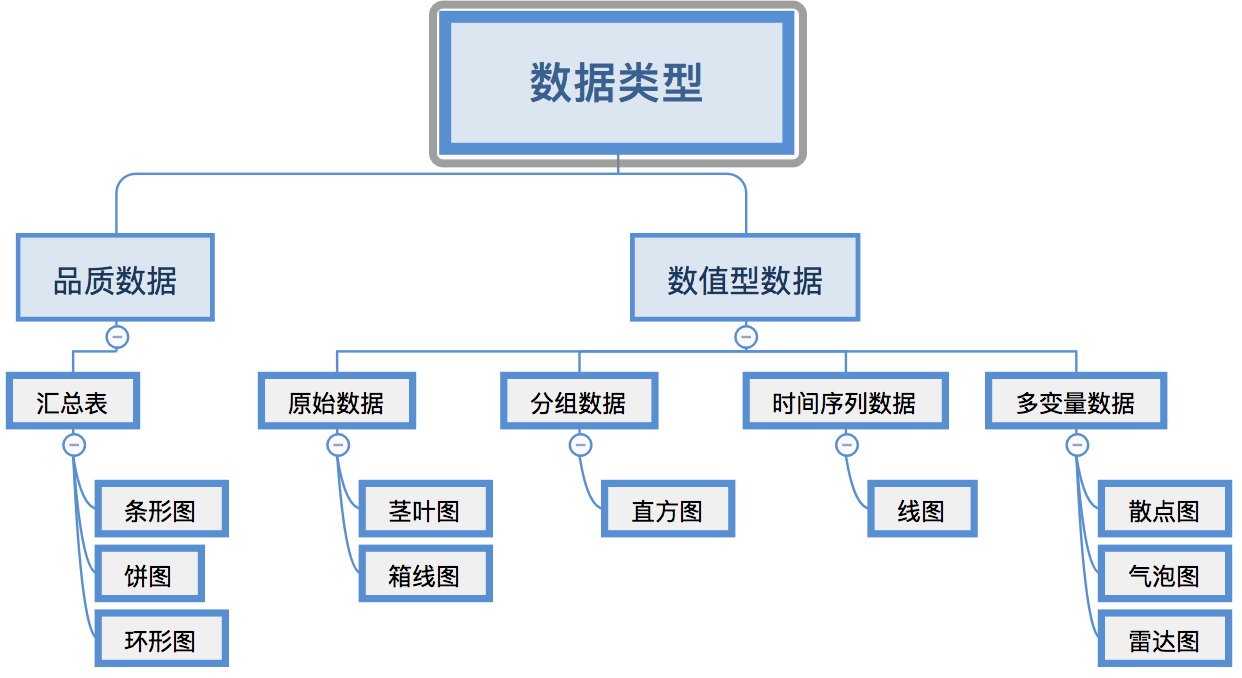 数据类型
品质数据
数值型数据
汇总表
原始数据
分组数据
时间序列数据
多变量数据
条形图
茎叶图
直方图
线图
散点图
饼图
箱线图
气泡图
环形图
雷达图